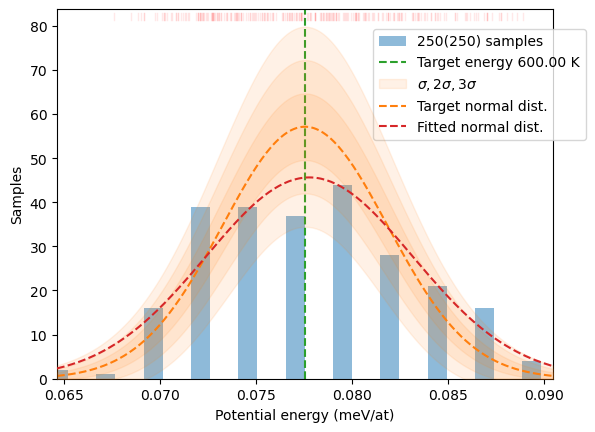 250(250) samples
Target energy 600.00 K
σ, 2σ, 3σ
Target normal dist.
Fitted normal dist.
80
70
60
50
40
30
20
10
0
Samples
0.065 0.070 0.075 0.080 0.085 0.090
Potential energy (meV/at)